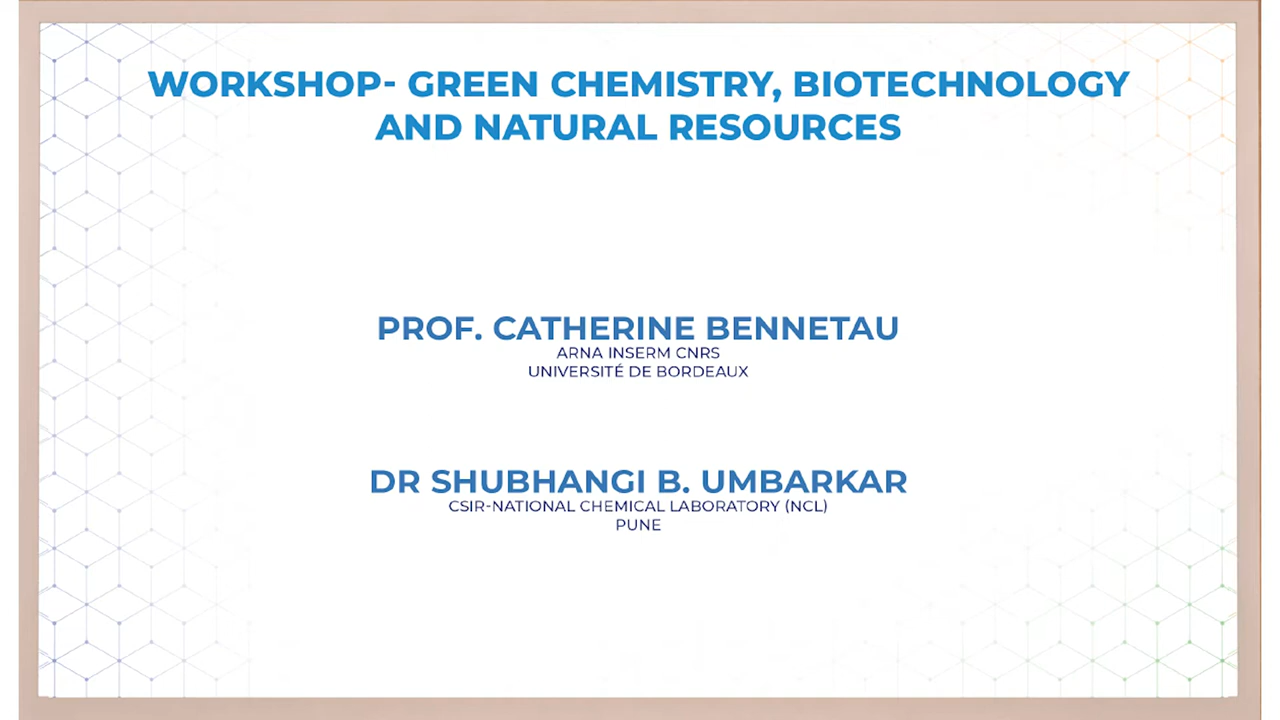 WORKSHOP- GREEN CHEMISTRY, BIOTECHNOLOGY
AND NATURAL RESOURCES
PROF. CATHERINE BENNETAU
ARNA INSERM CNRS
UNIVERSITÉ DE BORDEAUX
DR SHUBHANGI B. UMBARKAR
CSIR-NATIONAL CHEMICAL LABORATORY (NCL)
PUNE